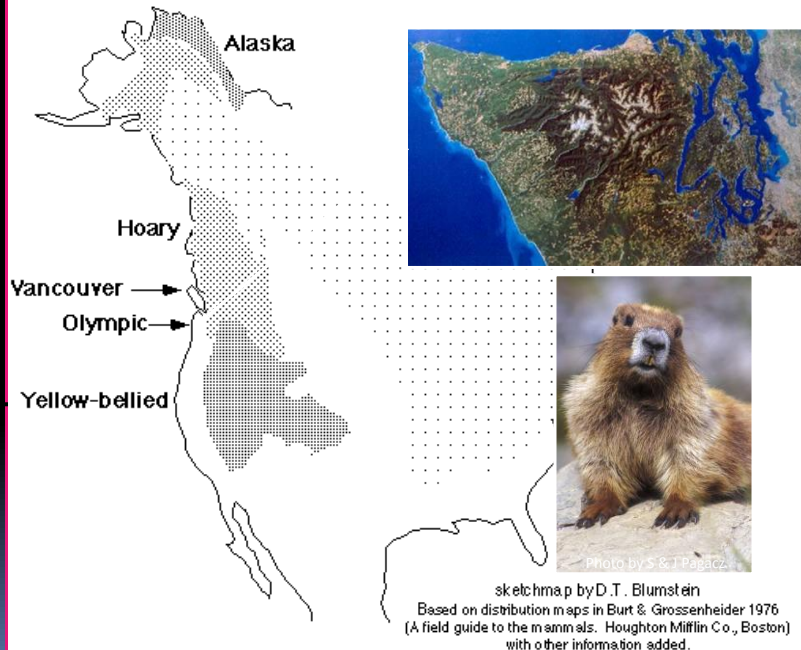 Alaska
Hoary
Vancouver
Olympic
Yellow-bellied
Photo by S & J Pagacz
sketchmap by D.T. Blumstein
Based on distribution maps in Burt & Grossenheider 1976
(A field guide to the mammals. Houghton Mifflin Co., Boston)
with other information added.